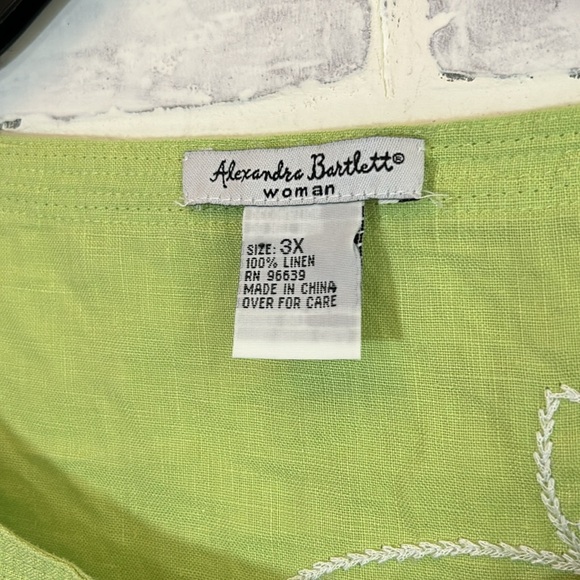 Alexandra Bartlett®
woman
SIZE: 3X
100% LINEN
RN 96639
MADE IN CHINA
OVER FOR CARE